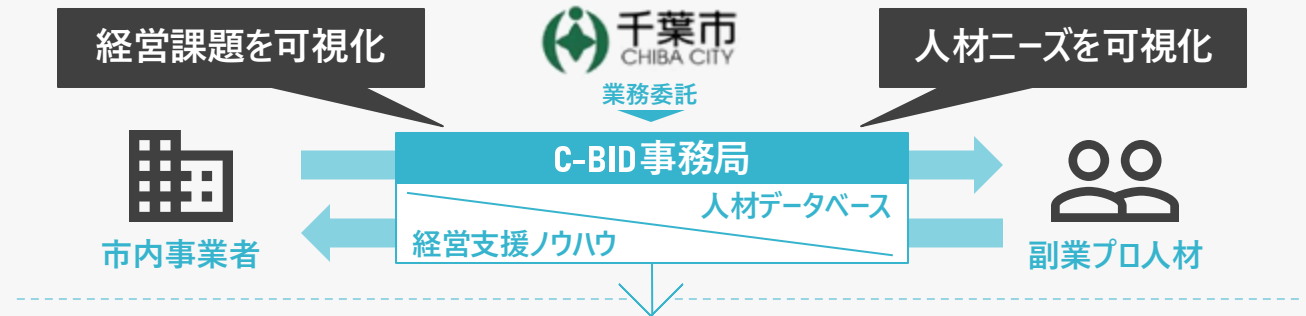 経営課題を可視化
千葉市
CHIBA CITY
人材ニーズを可視化
業務委託
C-BID事務局
人材データベース
経営支援ノウハウ
市内事業者
副業プロ人材